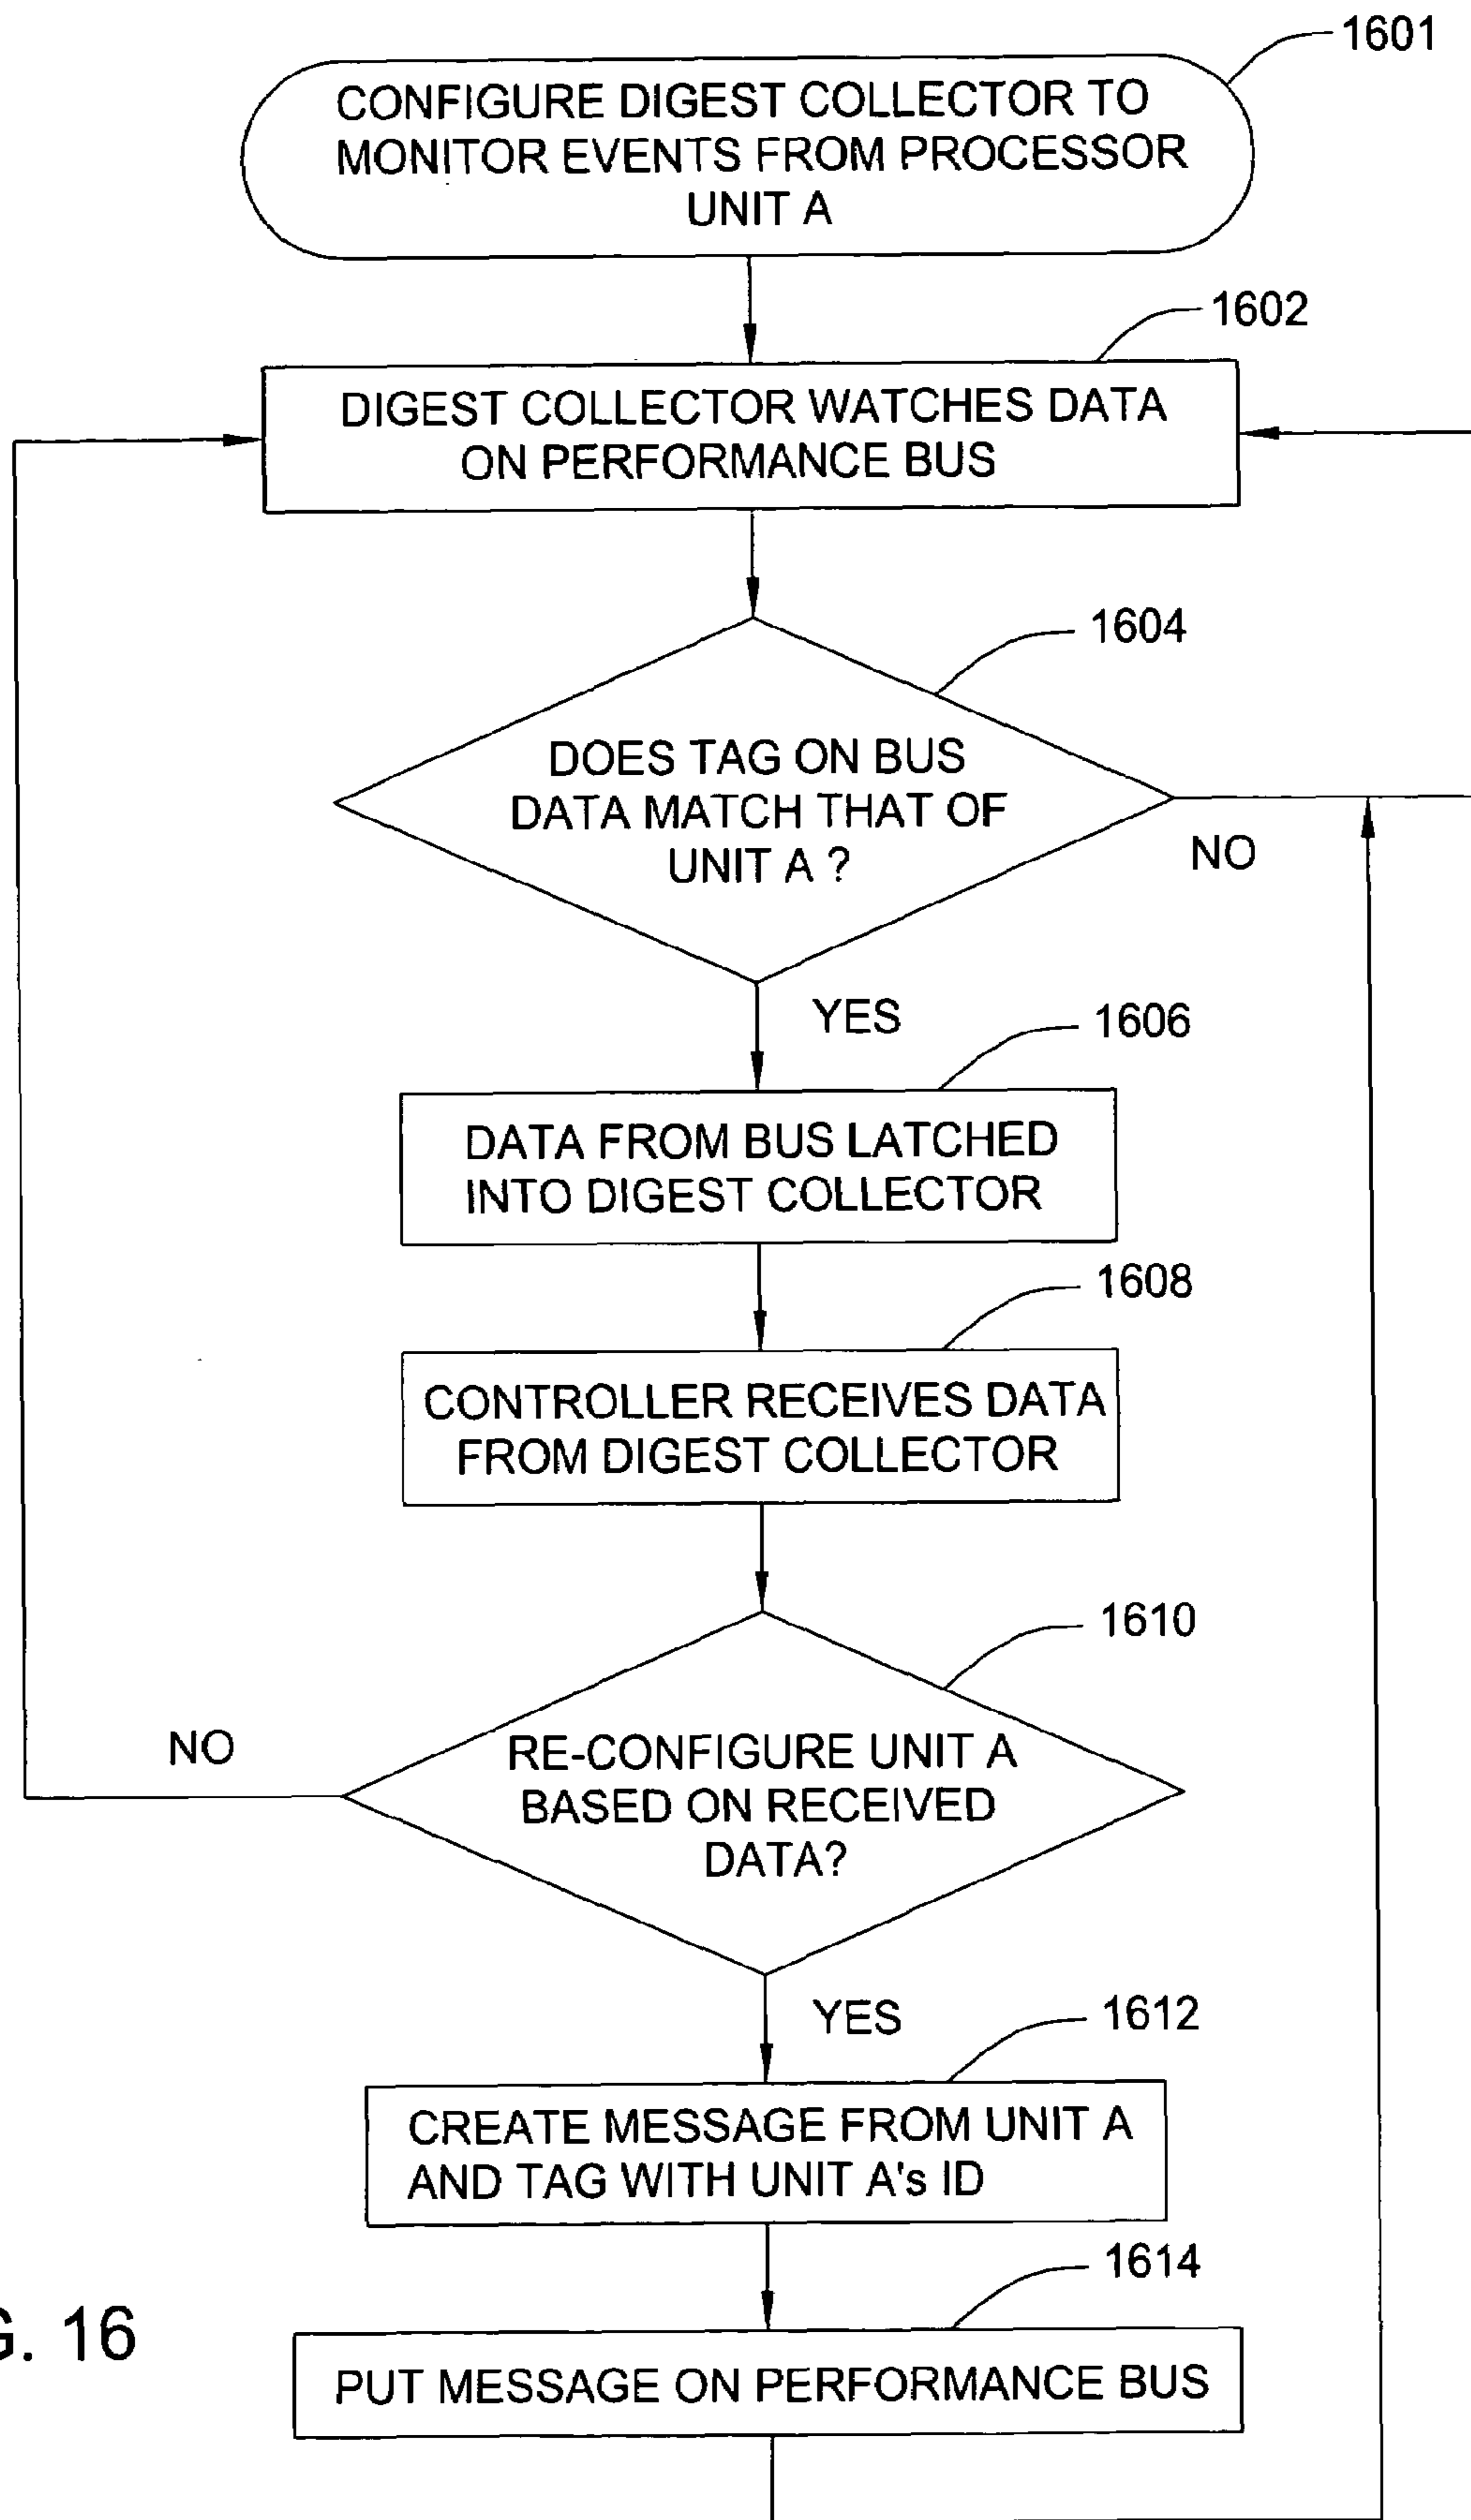 1601
CONFIGURE DIGEST COLLECTOR TO
MONITOR EVENTS FROM PROCESSOR
UNIT A
1602
DIGEST COLLECTOR WATCHES DATA
ON PERFORMANCE BUS
1604
DOES TAG ON BUS
DATA MATCH THAT OF
UNIT A ?
NO
YES
1606
DATA FROM BUS LATCHED
INTO DIGEST COLLECTOR
1608
CONTROLLER RECEIVES DATA
FROM DIGEST COLLECTOR
1610
RE-CONFIGURE UNIT A
BASED ON RECEIVED
DATA?
NO
YES
1612
CREATE MESSAGE FROM UNIT A
AND TAG WITH UNIT A's ID
1614
PUT MESSAGE ON PERFORMANCE BUS
G. 16